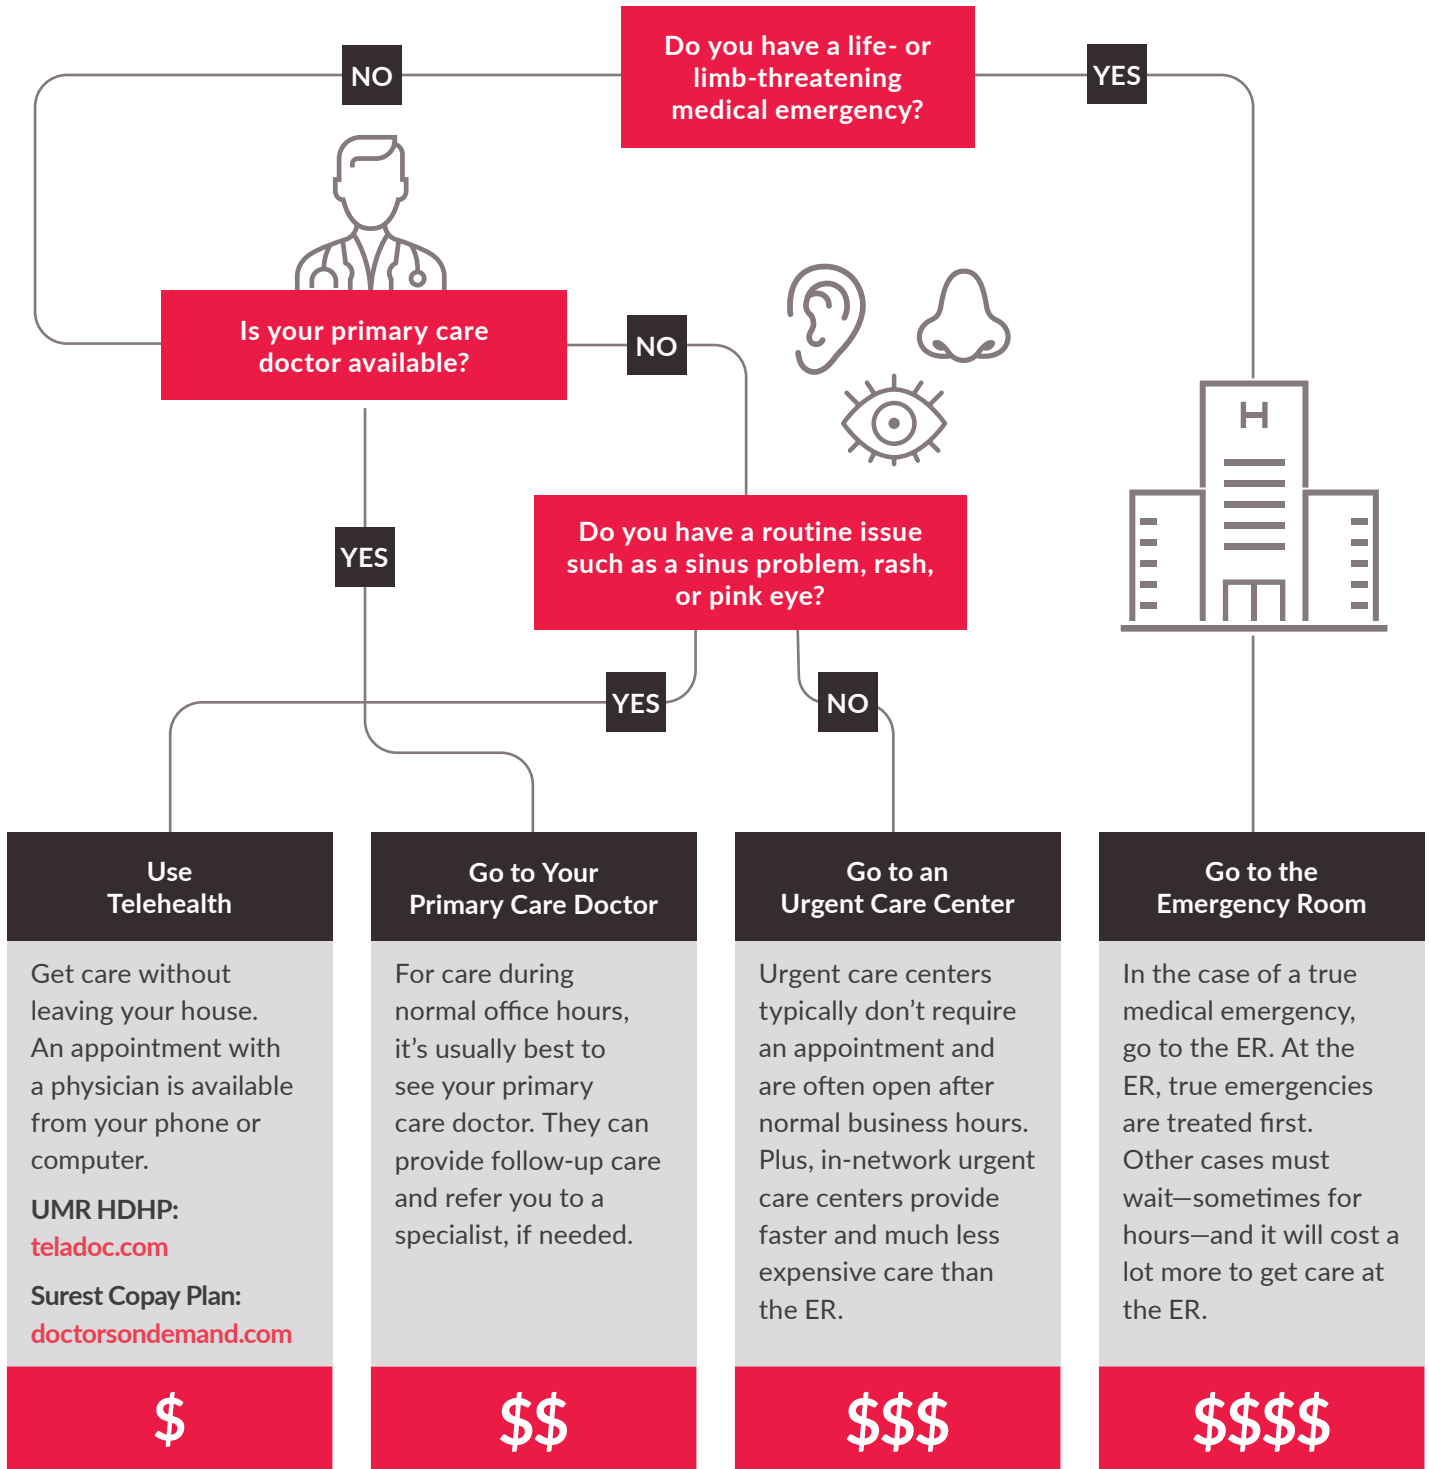 Do you have a life- or
limb-threatening
medical emergency?
NO
YES
Is your primary care
doctor available?
NO
H
Do you have a routine issue
such as a sinus problem, rash,
or pink eye?
YES
YES
NO
Use
Telehealth
Get care without
leaving your house.
An appointment with
a physician is available
from your phone or
computer.
UMR HDHP:
teladoc.com
Surest Copay Plan:
doctorsondemand.com
$
Go to Your
Primary Care Doctor
For care during
normal office hours,
it’s usually best to
see your primary
care doctor. They can
provide follow-up care
and refer you to a
specialist, if needed.
$$
Go to an
Urgent Care Center
Urgent care centers
typically don’t require
an appointment and
are often open after
normal business hours.
Plus, in-network urgent
care centers provide
faster and much less
expensive care than
the ER.
$$$
Go to the
Emergency Room
In the case of a true
medical emergency,
go to the ER. At the
ER, true emergencies
are treated first.
Other cases must
wait—sometimes for
hours—and it will cost a
lot more to get care at
the ER.
$$$$